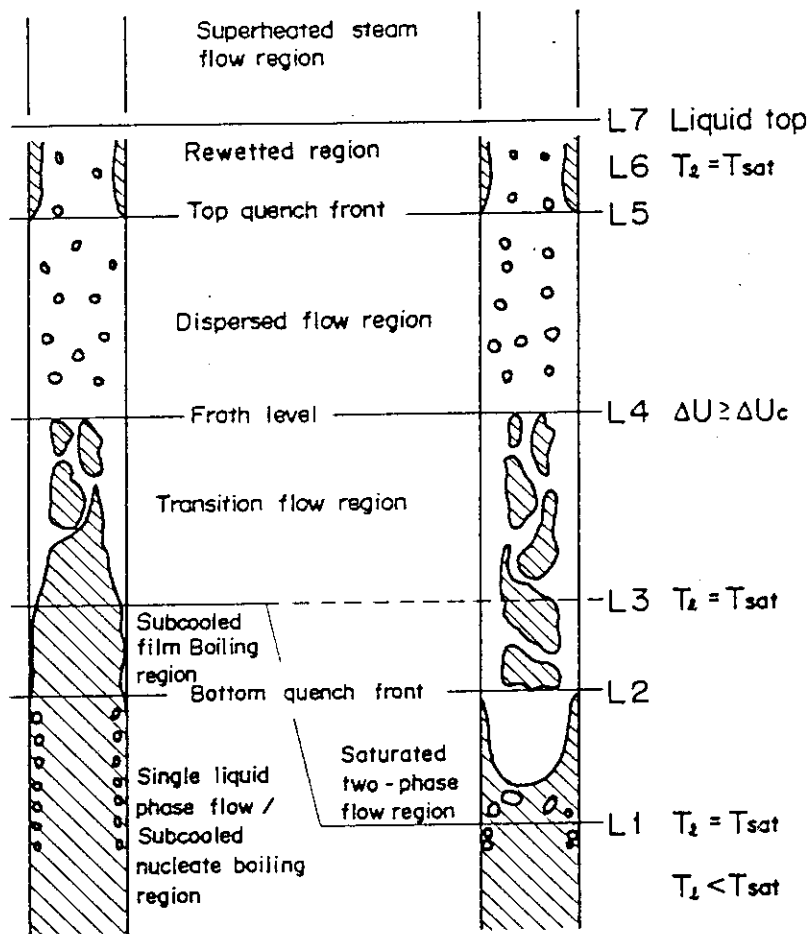 Superheated steam
flow region
L7 Liquid top
Rewetted region
L6 Tℓ = Tsat
Top quench front
L5
Dispersed flow region
Froth level
L4 ΔU ≥ ΔUc
Transition flow region
L3 Tℓ = Tsat
Subcooled
film Boiling
region
Bottom quench front
L2
Single liquid
phase flow /
Subcooled
nucleate boiling
region
Saturated
two-phase
flow region
L1 Tℓ = Tsat
Tℓ < Tsat